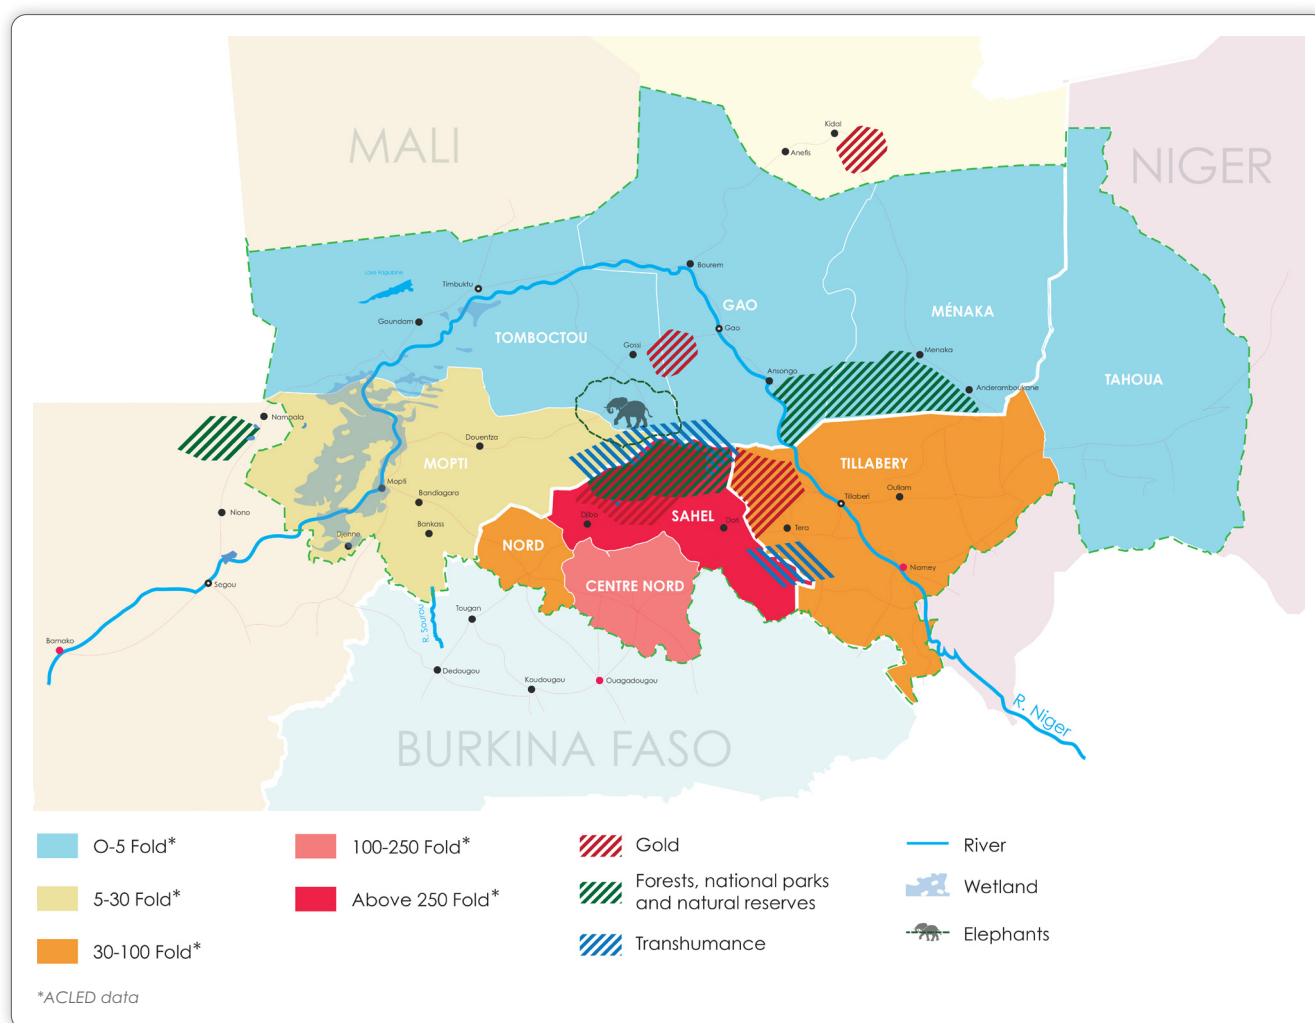 MALI
NIGER
Kidal
Anefis
Lake Faguibine
Timbuktu
Bourem
GAO
Goundam
TOMBOCTOU
Gao
MÉNAKA
Gossi
Menaka
Ansongo
Anderamboukane
TAHOUA
Nampala
Douentza
MOPTI
TILLABERY
Mopti
Bandiagara
Oullam
Tillaberi
Niono
Djibo
SAHEL
Dori
Tera
Bankass
Djenne
NORD
Segou
CENTRE NORD
Niamey
R. Sourou
Tougan
Bamako
Dedougou
Koudougou
Ouagadougou
R. Niger
BURKINA FASO
O-5 Fold*
5-30 Fold*
30-100 Fold*
100-250 Fold*
Above 250 Fold*
Gold
Forests, national parks
and natural reserves
Transhumance
River
Wetland
Elephants
*ACLED data